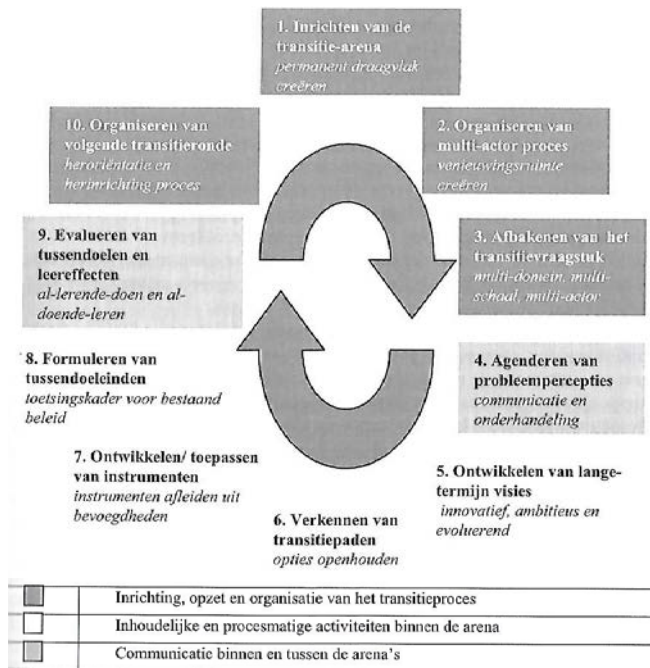 1. Inrichten van de
transitie-arena
permanent draagvlak
creëren
2. Organiseren van
multi-actor proces
vernieuwingsruimte
creëren
3. Afbakenen van het
transitievraagstuk
multi-domein, multi-
schaal, multi-actor
4. Agenderen van
probleempercepties
communicatie en
onderhandeling
5. Ontwikkelen van lange-
termijn visies
innovatief, ambitieus en
evoluerend
6. Verkennen van
transitiepaden
opties openhouden
7. Ontwikkelen/ toepassen
van instrumenten
instrumenten afleiden uit
bevoegdheden
8. Formuleren van
tussendoeleinden
toetsingskader voor bestaand
beleid
9. Evalueren van
tussendoelen en
leereffecten
al-lerende-doen en al-
doende-leren
10. Organiseren van
volgende transitieronde
heroriëntatie en
herinrichting proces
Inrichting, opzet en organisatie van het transitieproces
Inhoudelijke en procesmatige activiteiten binnen de arena
Communicatie binnen en tussen de arena's